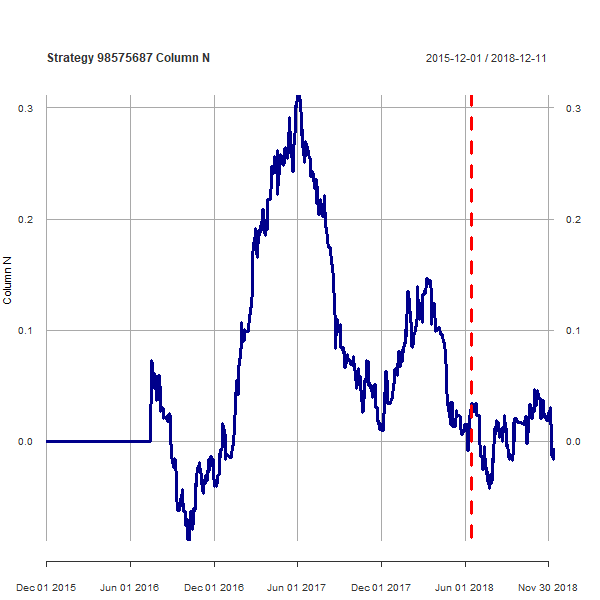 Strategy 98575687 Column N
2015-12-01 / 2018-12-11
0.3 0.3
0.2 0.2
Column N
0.1 0.1
0.0 0.0
Dec 01 2015 Jun 01 2016 Dec 01 2016 Jun 01 2017 Dec 01 2017 Jun 01 2018 Nov 30 2018